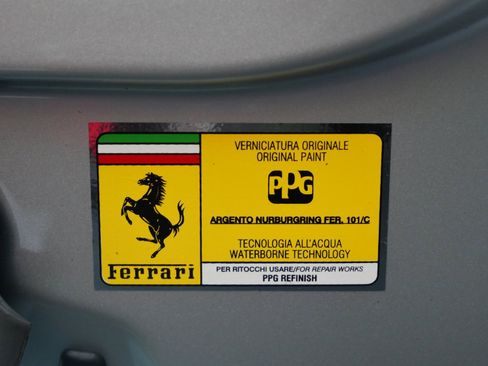 VERNICIATURA ORIGINALE
ORIGINAL PAINT
PPG
ARGENTO NURBURGRING FER. 101/C
TECNOLOGIA ALL'ACQUA
WATERBORNE TECHNOLOGY
Ferrari
PER RITOCCHI USARE/FOR REPAIR WORKS
PPG REFINISH